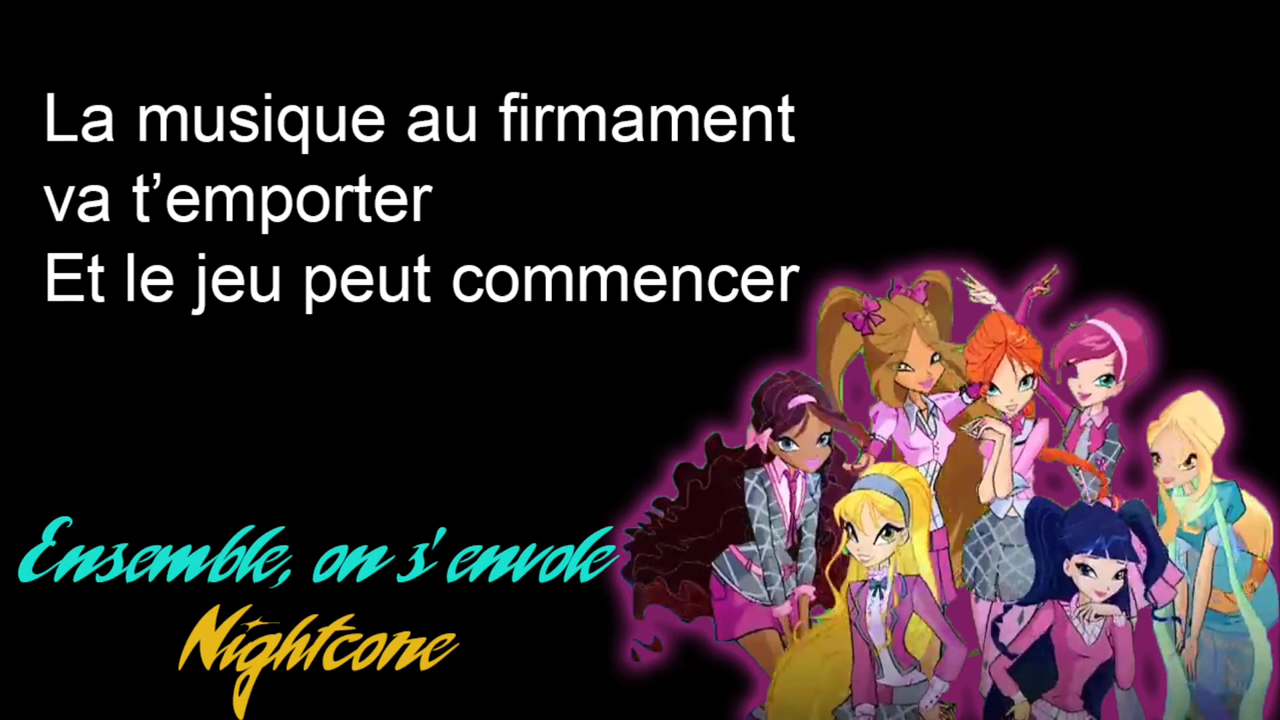 La musique au firmament
va t’emporter
Et le jeu peut commencer
Ensemble, on s'envole
Nightcore